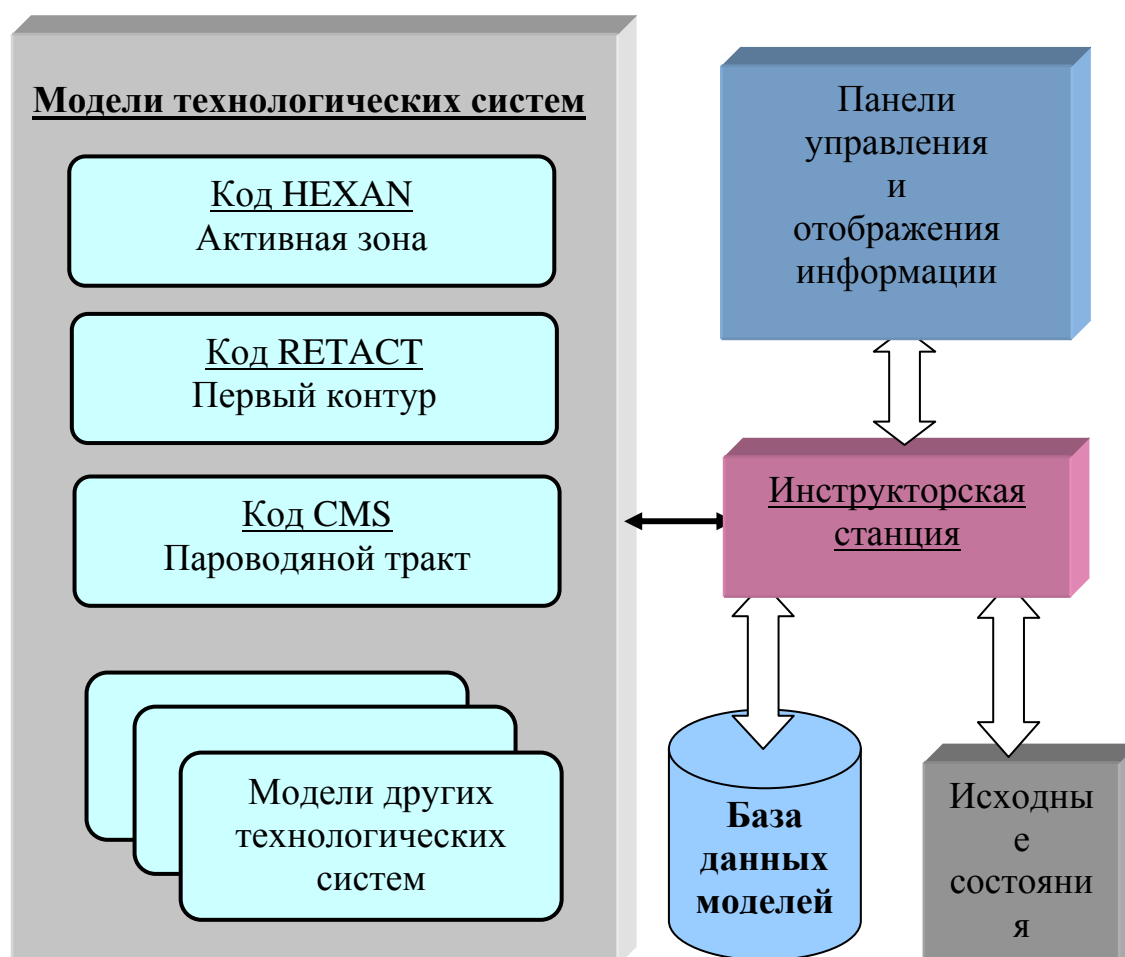 Модели технологических систем
Код HEXAN
Активная зона
Код RETACT
Первый контур
Код CMS
Пароводяной тракт
Модели других
технологических
систем
Панели
управления
и
отображения
информации
Инструкторская
станция
База
данных
моделей
Исходны
е
состояни
я